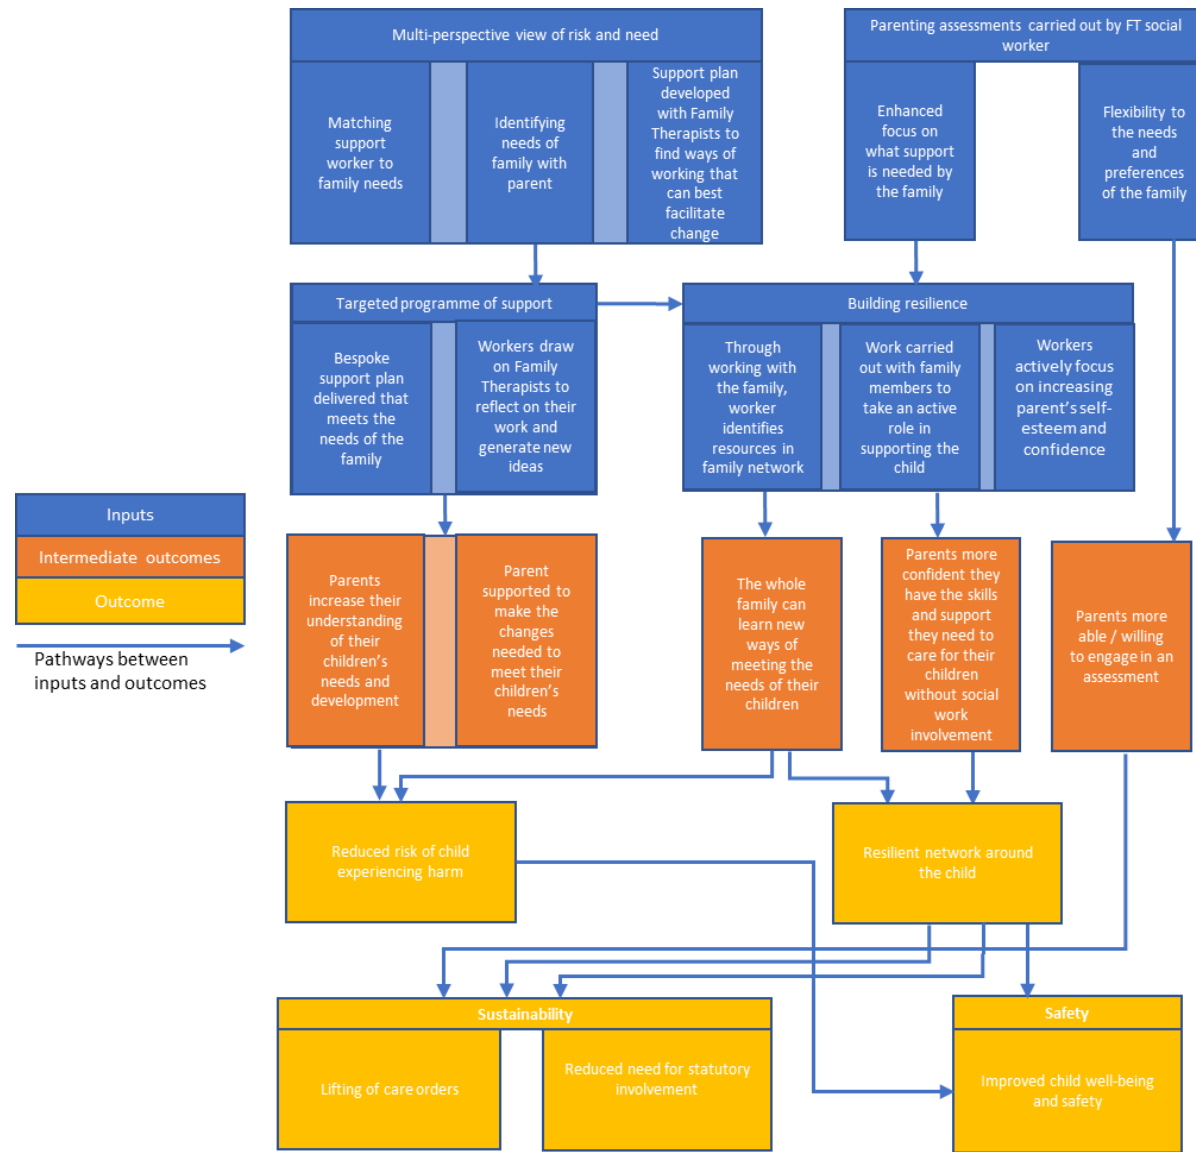 Multi-perspective view of risk and need
Parenting assessments carried out by FT social
worker
Matching
support
worker to
family needs
Identifying
needs of
family with
parent
Support plan
developed
with Family
Therapists to
find ways of
working that
can best
facilitate
change
Enhanced
focus on
what support
is needed by
the family
Flexibility to
the needs
and
preferences
of the family
Targeted programme of support
Bespoke
support plan
delivered that
meets the
needs of the
family
Workers draw
on Family
Therapists to
reflect on their
work and
generate new
ideas
Building resilience
Through
working with
the family,
worker
identifies
resources in
family network
Work carried
out with family
members to
take an active
role in
supporting the
child
Workers
actively focus
on increasing
parent's self-
esteem and
confidence
Inputs
Intermediate outcomes
Outcome
Pathways between
inputs and outcomes
Parents
increase their
understanding
of their
children's
needs and
development
Parent
supported to
make the
changes
needed to
meet their
children's
needs
The whole
family can
learn new
ways of
meeting the
needs of their
children
Parents more
confident they
have the skills
and support
they need to
care for their
children
without social
work
involvement
Parents more
able / willing
to engage in an
assessment
Reduced risk of child
experiencing harm
Resilient network around
the child
Sustainability
Lifting of care orders
Reduced need for statutory
involvement
Safety
Improved child well-being
and safety